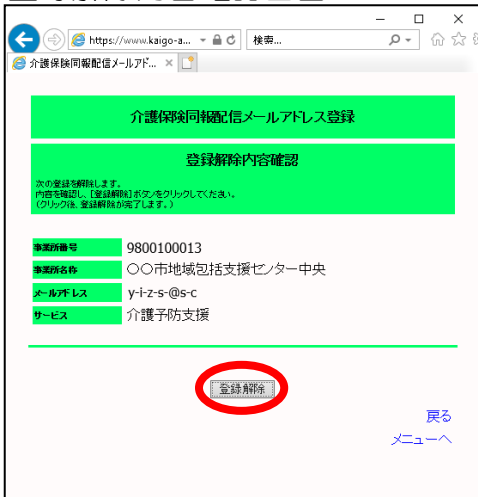 https://www.kaigo-a...
検索...
介護保険同報配信メールアド...
介護保険同報配信メールアドレス登録
登録解除内容確認
次の登録を解除します。
内容を確認し、[登録解除]ボタンをクリックしてください。
(クリック後、登録解除が完了します。)
事業所番号 9800100013
事業所名称 〇〇市地域包括支援センター中央
メールアドレス y-i-z-s-@s-c
サービス 介護予防支援
登録解除
戻る
メニューへ